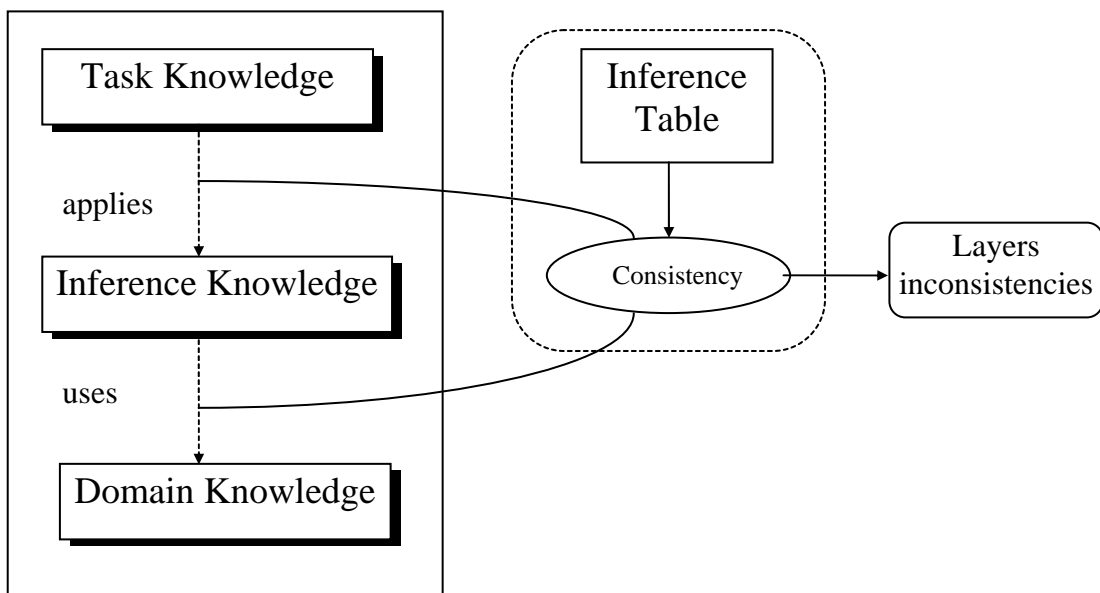 Task Knowledge
applies
Inference Knowledge
uses
Domain Knowledge
Inference
Table
Consistency
Layers
inconsistencies